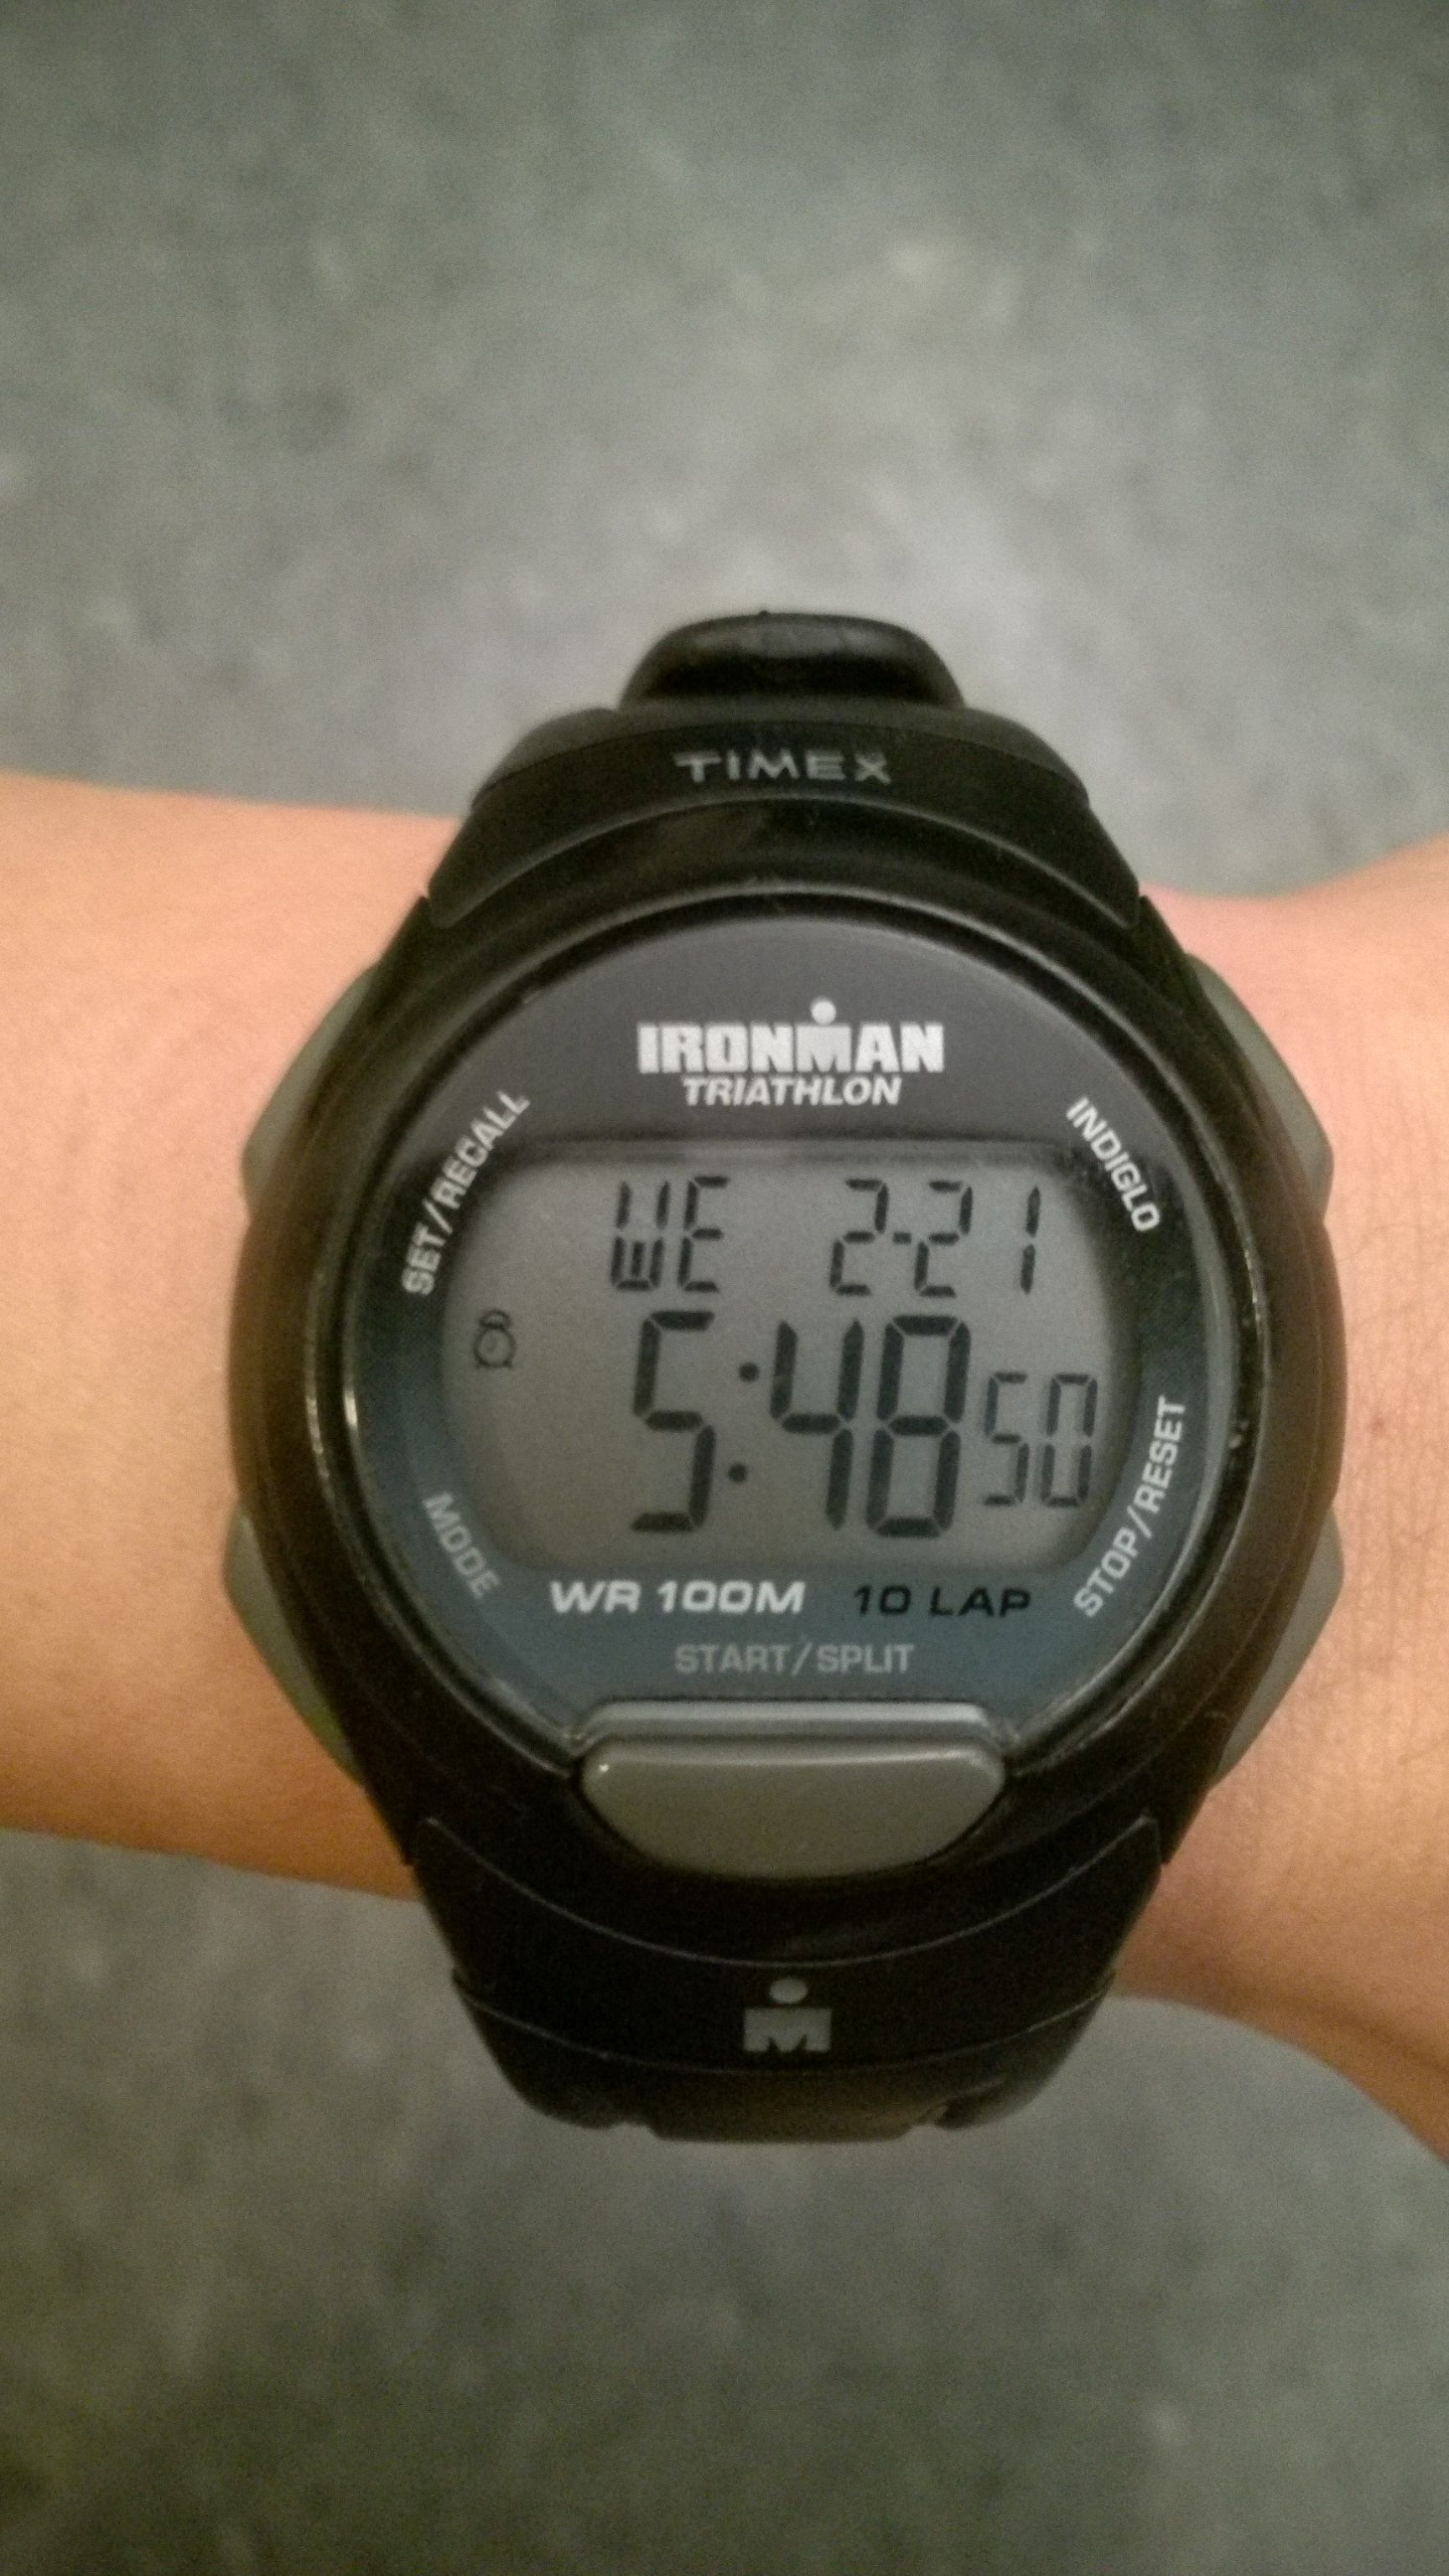 TIMEX
IRONMAN
TRIATHLON
SET/RECALL
INDIGLO
WE 2-21
5:48 50
MODE
STOP/RESET
WR 100M 10 LAP
START/SPLIT
M